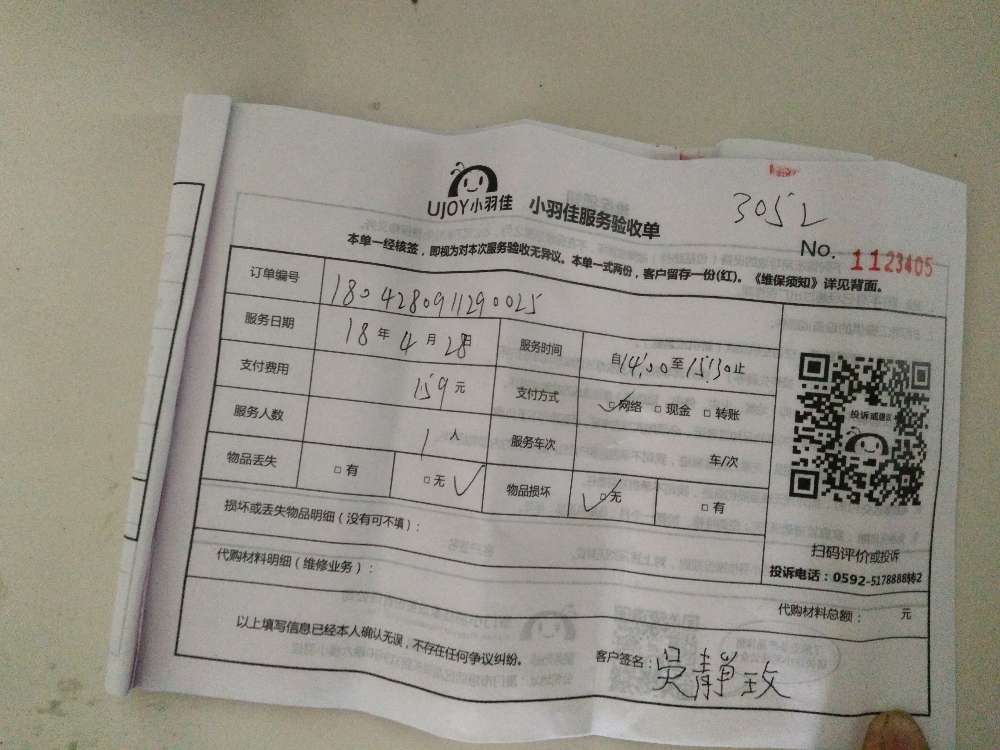 3052
UJOY小羽佳 小羽佳服务验收单
No. 1123405
本单一经核签，即视为对本次服务验收无异议。本单一式两份，客户留存一份(红)。《维保须知》详见背面。
订单编号 1804280911290025
服务日期 18年4月28日 服务时间 自14:00至15:30止
支付费用 159元 支付方式 ✓□网络 □现金 □转账
服务人数 1人 服务车次 车/次
物品丢失 □有 □无✓ 物品损坏 ✓□无 □有
投诉或建议
扫码评价或投诉
投诉电话：0592-5178888转2
损坏或丢失物品明细（没有可不填）：
代购材料明细（维修业务）：
代购材料总额： 元
以上填写信息已经本人确认无误，不存在任何争议纠纷。
客户签名：吴静玫